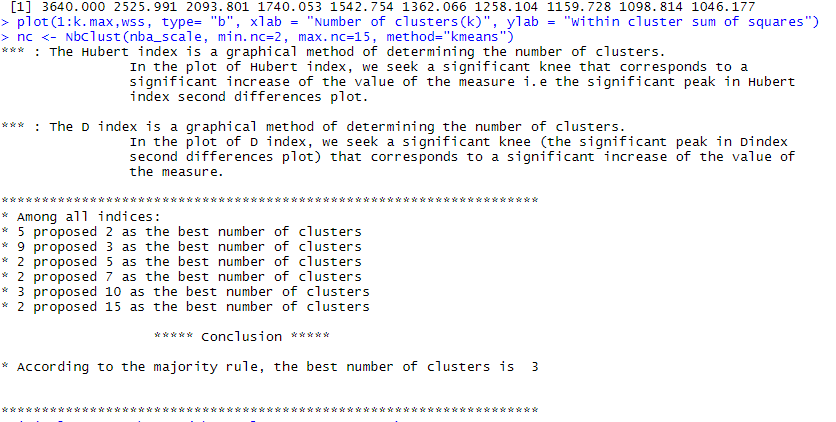 [1] 3640.000 2525.991 2093.801 1740.053 1542.754 1362.066 1258.104 1159.728 1098.814 1046.177
> plot(1:k.max,wss, type= "b", xlab = "Number of clusters(k)", ylab = "Within cluster sum of squares")
> nc <- NbClust(nba_scale, min.nc=2, max.nc=15, method="kmeans")
*** : The Hubert index is a graphical method of determining the number of clusters.
In the plot of Hubert index, we seek a significant knee that corresponds to a
significant increase of the value of the measure i.e the significant peak in Hubert
index second differences plot.
*** : The D index is a graphical method of determining the number of clusters.
In the plot of D index, we seek a significant knee (the significant peak in Dindex
second differences plot) that corresponds to a significant increase of the value of
the measure.
*******************************************************************
* Among all indices:
* 5 proposed 2 as the best number of clusters
* 9 proposed 3 as the best number of clusters
* 2 proposed 5 as the best number of clusters
* 2 proposed 7 as the best number of clusters
* 3 proposed 10 as the best number of clusters
* 2 proposed 15 as the best number of clusters
***** Conclusion *****
* According to the majority rule, the best number of clusters is 3
*******************************************************************